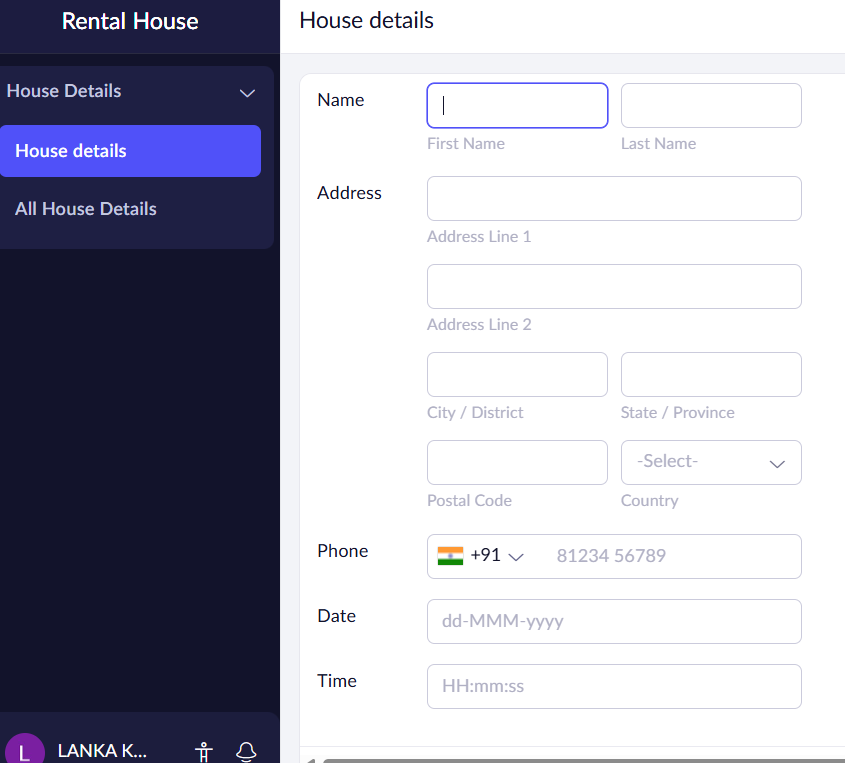 Rental House
House details
House Details
House details
All House Details
Name
First Name
Last Name
Address
Address Line 1
Address Line 2
City / District
State / Province
-Select-
Postal Code
Country
Phone
+91
81234 56789
Date
dd-MMM-yyyy
Time
HH:mm:ss
L
LANKA K...